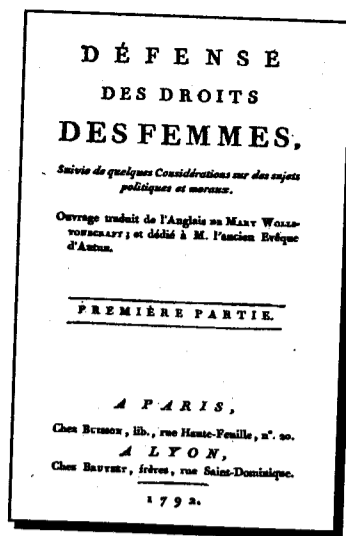 DÉFENSE
DES DROITS
DES FEMMES,
Suivie de quelques Considérations sur des sujets
politiques et moraux.
Ouvrage traduit de l'Anglais de MARY WOLLS-
TONECRAFT; et dédié à M. l'ancien Evêque
d'Autun.
PREMIÈRE PARTIE.
A PARIS,
Chez BUISSON, lib., rue Haute-Feuille, n°. 20.
A LYON,
Chez BRUYSET, frères, rue Saint-Dominique.
1792.